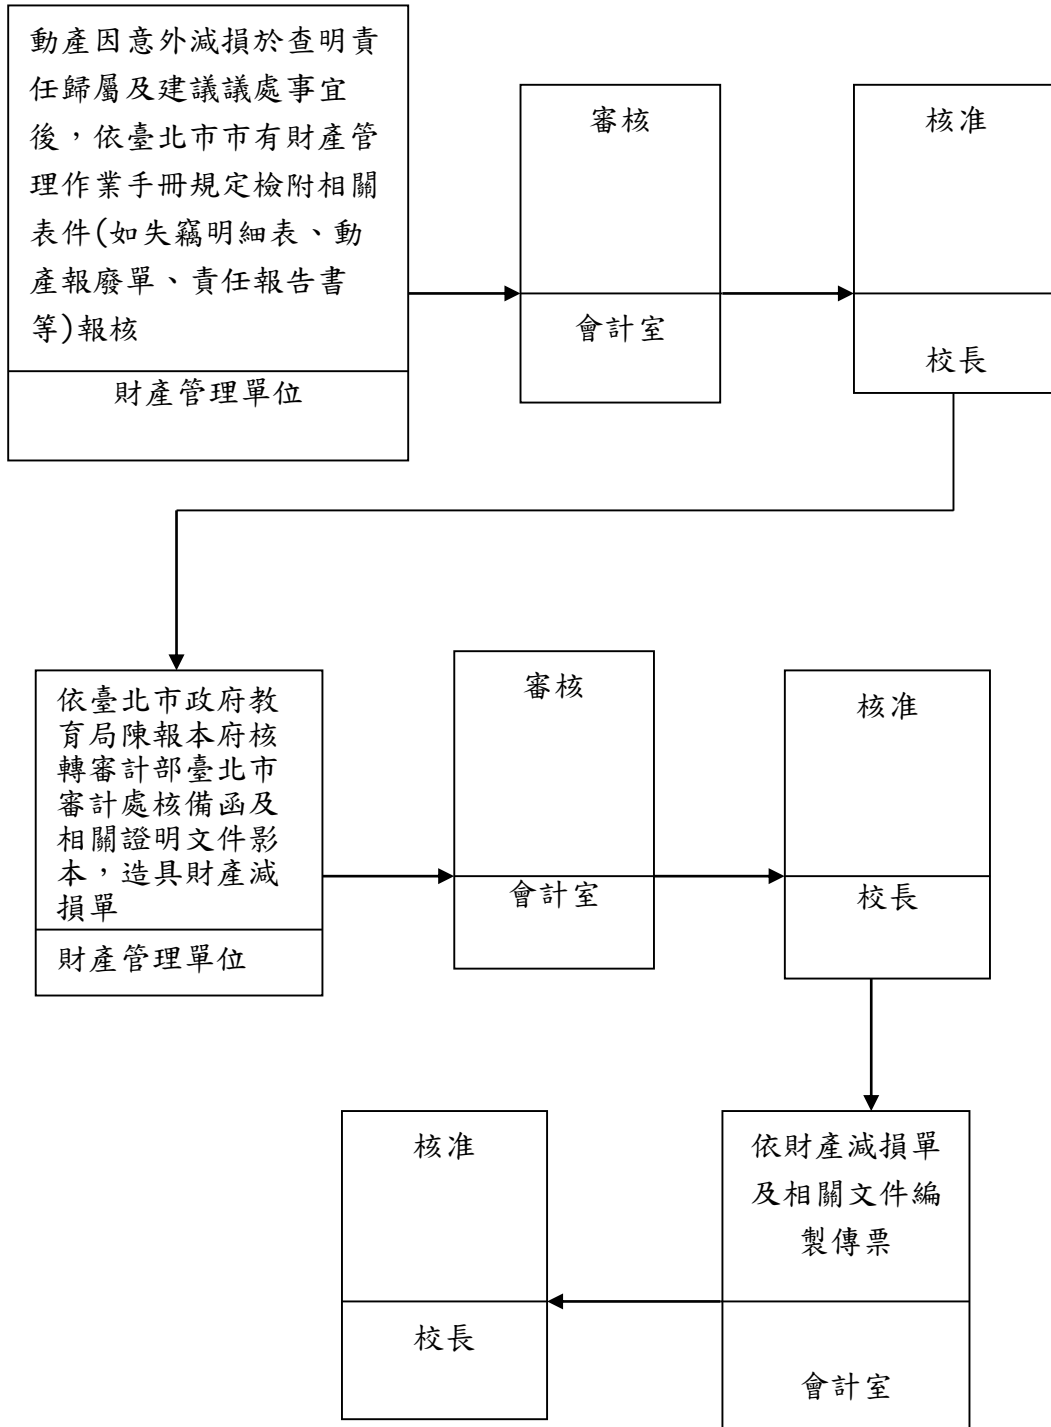 動產因意外減損於查明責
任歸屬及建議議處事宜
後，依臺北市市有財產管
理作業手冊規定檢附相關
表件(如失竊明細表、動
產報廢單、責任報告書
等)報核
財產管理單位
審核
會計室
核准
校長
依臺北市政府教
育局陳報本府核
轉審計部臺北市
審計處核備函及
相關證明文件影
本，造具財產減
損單
財產管理單位
審核
會計室
核准
校長
依財產減損單
及相關文件編
製傳票
會計室
核准
校長